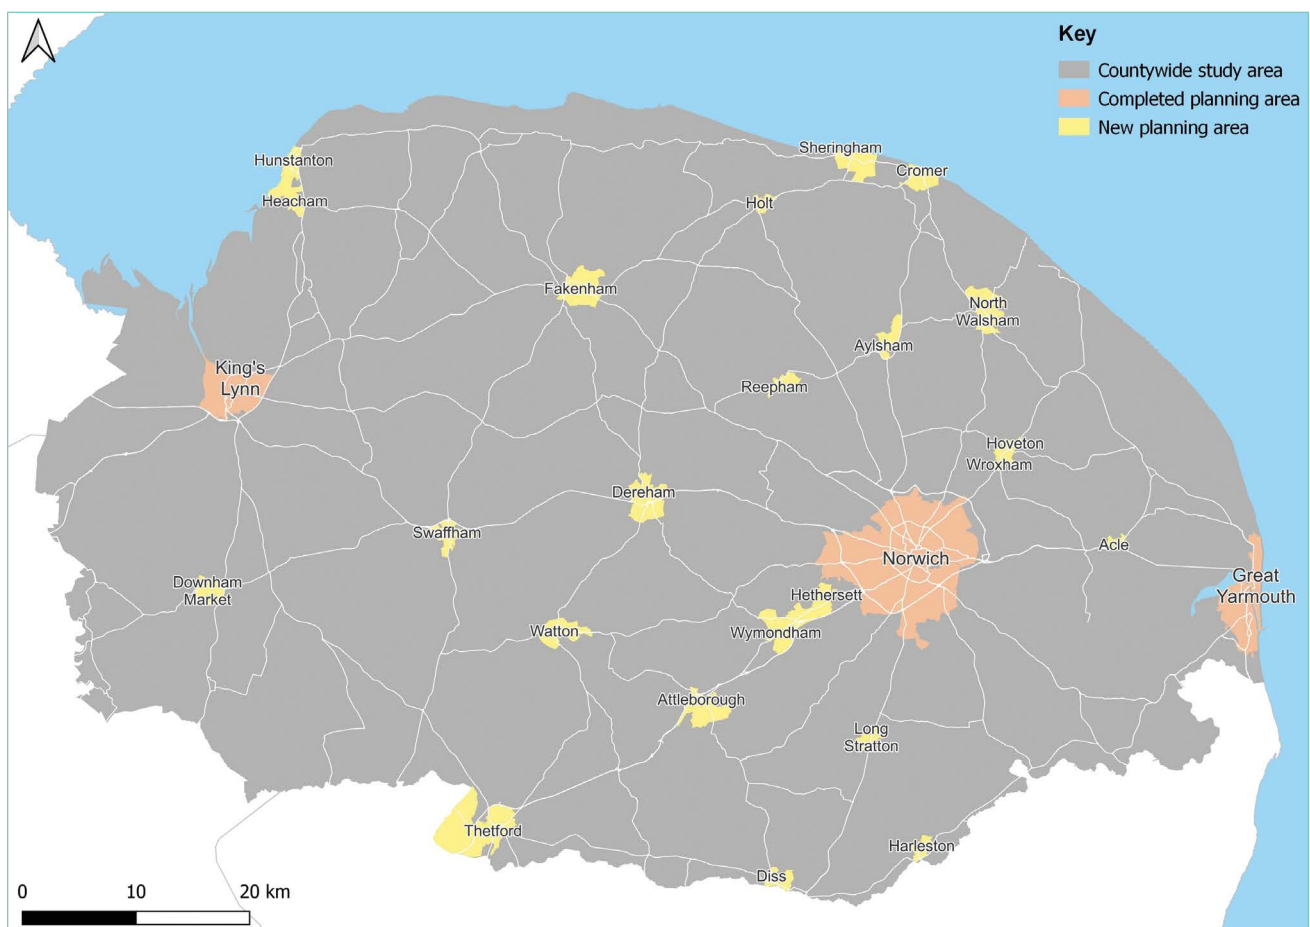 Key
Countywide study area
Completed planning area
New planning area
Sheringham
Hunstanton
Cromer
Heacham
Holt
Fakenham
North
Walsham
Aylsham
King's
Lynn
Reepham
Hoveton
Wroxham
Dereham
Swaffham
Acle
Norwich
Downham
Market
Great
Yarmouth
Hethersett
Watton
Wymondham
Attleborough
Long
Stratton
Thetford
Harleston
Diss
0 10 20 km